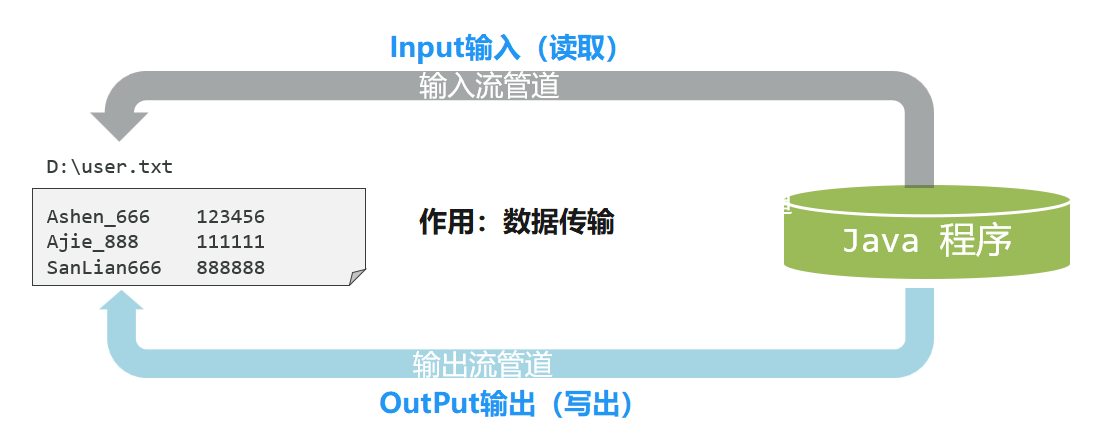 Input输入（读取）
输入流管道
D:\user.txt
Ashen_666 123456
Ajie_888 111111
SanLian666 888888
作用：数据传输
Java 程序
输出流管道
OutPut输出（写出）